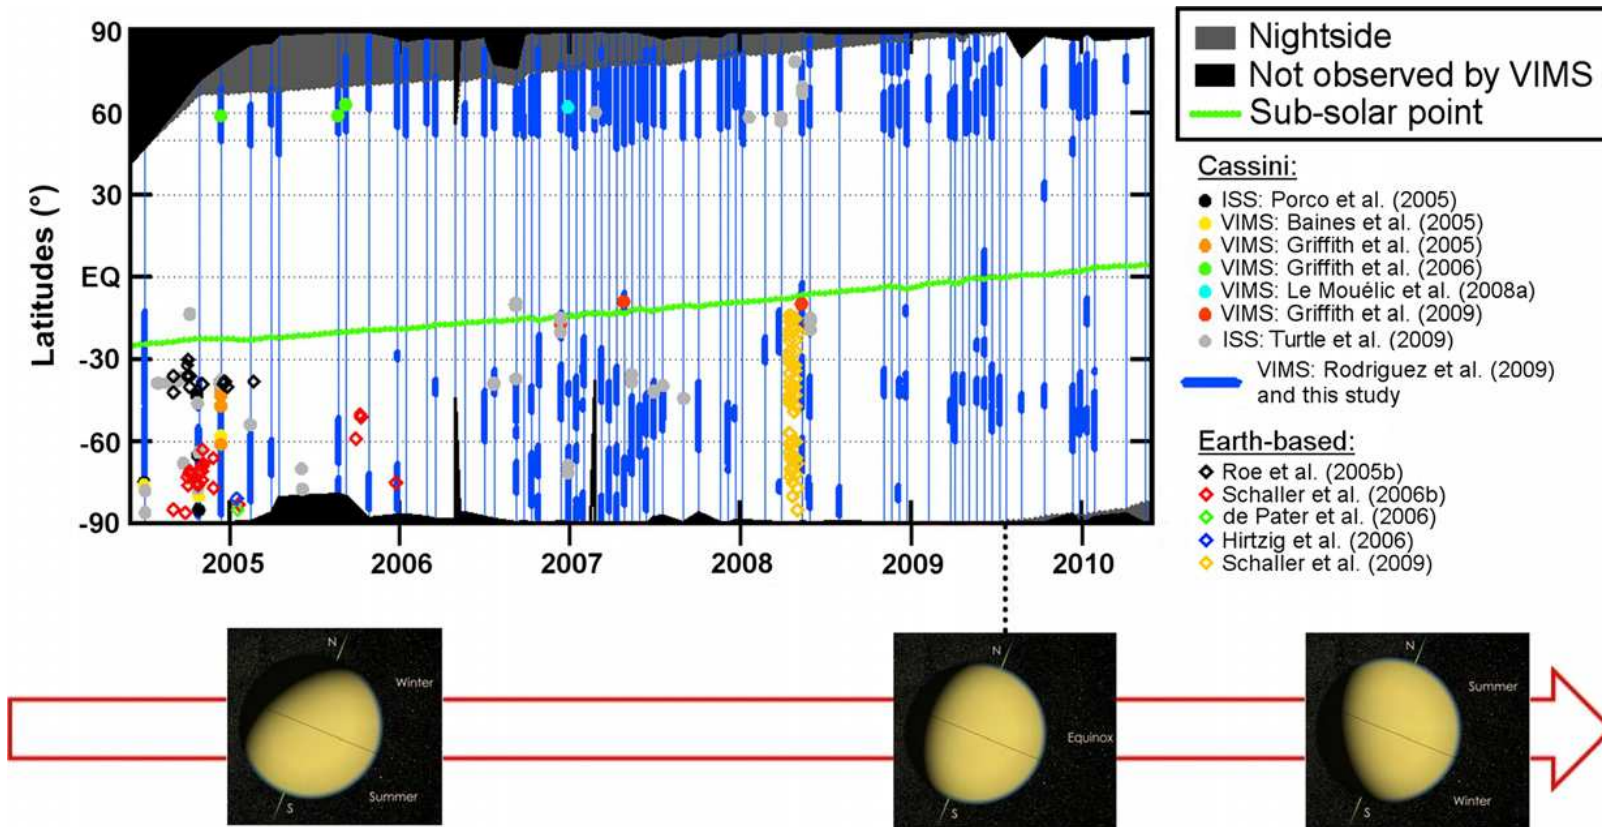 90
60
30
EQ
-30
-60
-90
Latitudes (°)
2005
2006
2007
2008
2009
2010
Nightside
Not observed by VIMS
Sub-solar point
Cassini:
ISS: Porco et al. (2005)
VIMS: Baines et al. (2005)
VIMS: Griffith et al. (2005)
VIMS: Griffith et al. (2006)
VIMS: Le Mouélic et al. (2008a)
VIMS: Griffith et al. (2009)
ISS: Turtle et al. (2009)
VIMS: Rodriguez et al. (2009)
and this study
Earth-based:
Roe et al. (2005b)
Schaller et al. (2006b)
de Pater et al. (2006)
Hirtzig et al. (2006)
Schaller et al. (2009)
N
Winter
Summer
S
N
Equinox
S
N
Summer
Winter
S